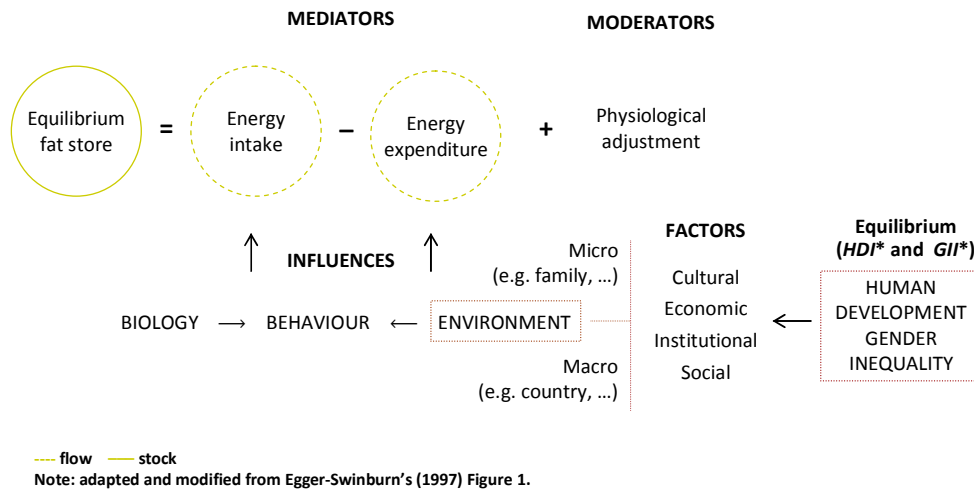 MEDIATORS
MODERATORS
Equilibrium
fat store
=
Energy
intake
–
Energy
expenditure
+
Physiological
adjustment
INFLUENCES
BIOLOGY → BEHAVIOUR ← ENVIRONMENT
Micro
(e.g. family, ...)
Macro
(e.g. country, ...)
FACTORS
Cultural
Economic
Institutional
Social
Equilibrium
(HDI* and GII*)
HUMAN
DEVELOPMENT
GENDER
INEQUALITY
flow stock
Note: adapted and modified from Egger-Swinburn's (1997) Figure 1.